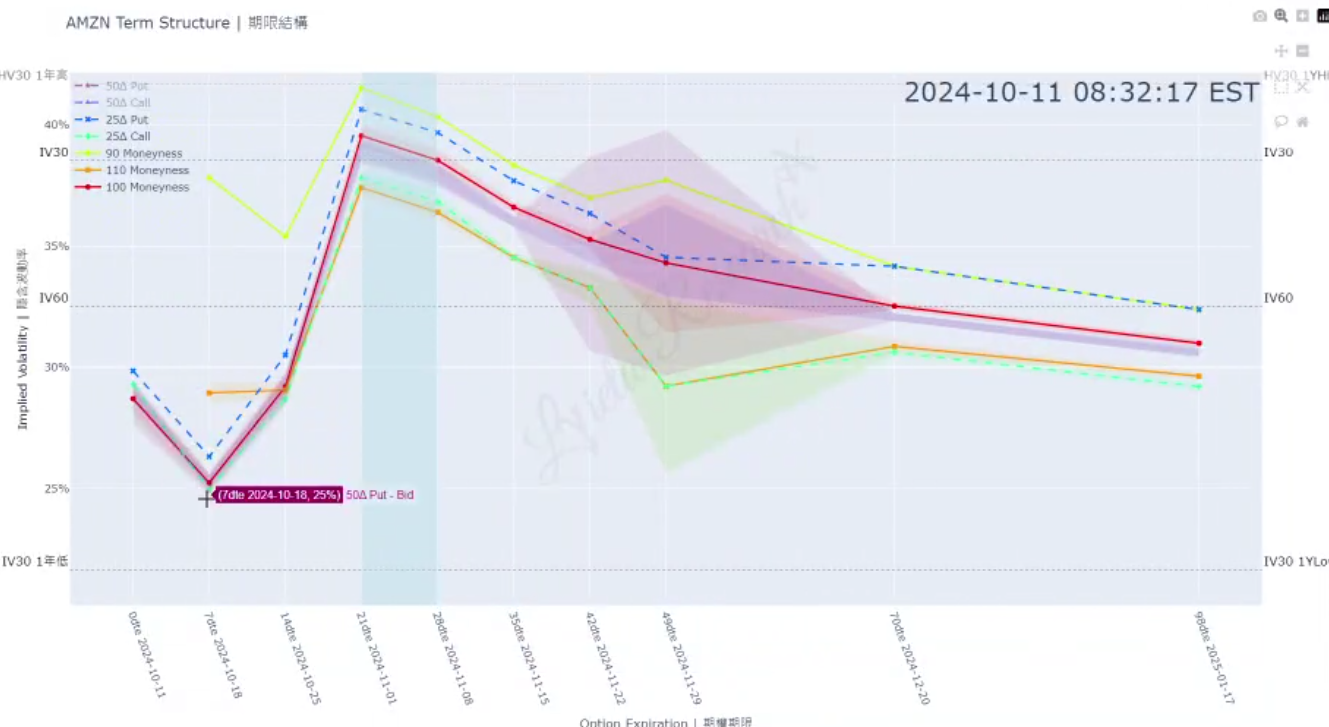 AMZN Term Structure | 期限結構
HV30 1年高
HV30 1YHi
2024-10-11 08:32:17 EST
50Δ Put
50Δ Call
25Δ Put
25Δ Call
90 Moneyness
110 Moneyness
100 Moneyness
40%
IV30
IV30
35%
IV60
IV60
30%
25%
IV30 1年低
IV30 1YLo
Implied Volatility | 隱含波動率
(7dte 2024-10-18, 25%) 50Δ Put - Bid
0dte 2024-10-11
7dte 2024-10-18
14dte 2024-10-25
21dte 2024-11-01
28dte 2024-11-08
35dte 2024-11-15
42dte 2024-11-22
49dte 2024-11-29
70dte 2024-12-20
98dte 2025-01-17
Option Expiration | 期權期限